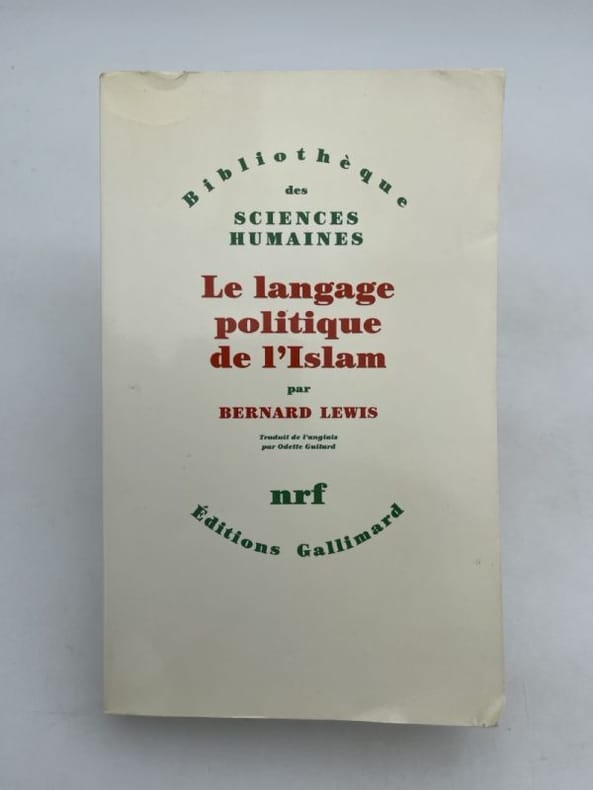 Bibliothèque
des
SCIENCES
HUMAINES
Le langage
politique
de l'Islam
par
BERNARD LEWIS
Traduit de l'anglais
par Odette Guitard
nrf
Éditions Gallimard